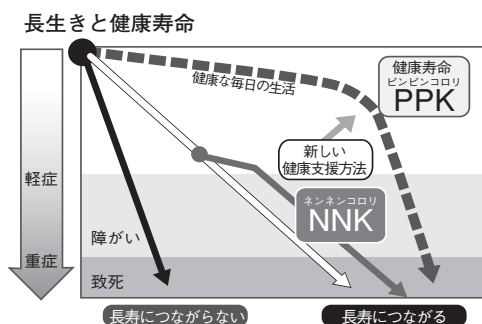 長生きと健康寿命
健康な毎日の生活
健康寿命
ピンピンコロリ
PPK
新しい
健康支援方法
ネンネンコロリ
NNK
軽症
障がい
重症
致死
長寿につながらない
長寿につながる